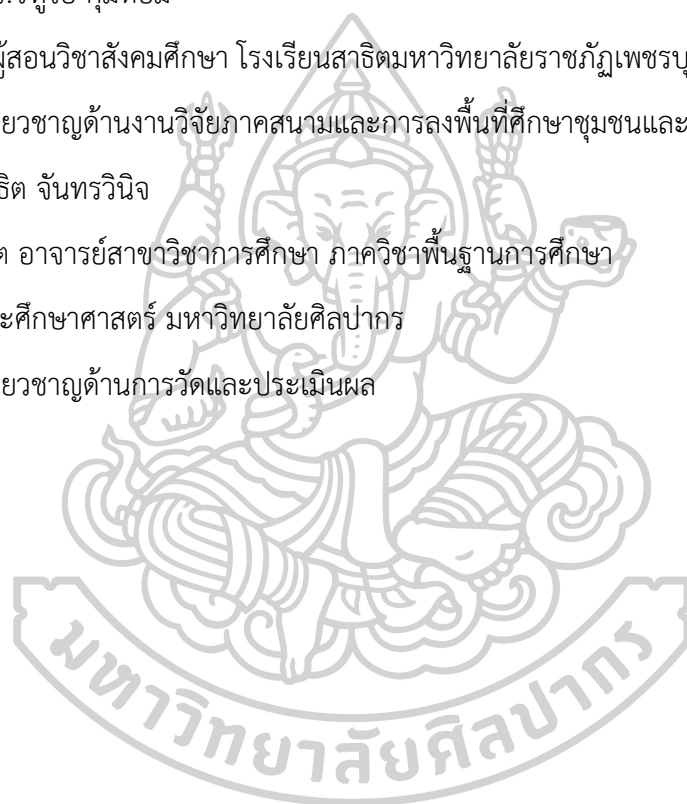 ผู้สอนวิชาสังคมศึกษา โรงเรียนสาธิตมหาวิทยาลัยราชภัฏเพชรบุ
ยวชาญด้านงานวิจัยภาคสนามและการลงพื้นที่ศึกษาชุมชนและ
ธิต จันทรวินิจ
ต อาจารย์สาขาวิชาการศึกษา ภาควิชาพื้นฐานการศึกษา
ะศึกษาศาสตร์ มหาวิทยาลัยศิลปากร
ยวชาญด้านการวัดและประเมินผล
มหาวิทยาลัยศิลปากร